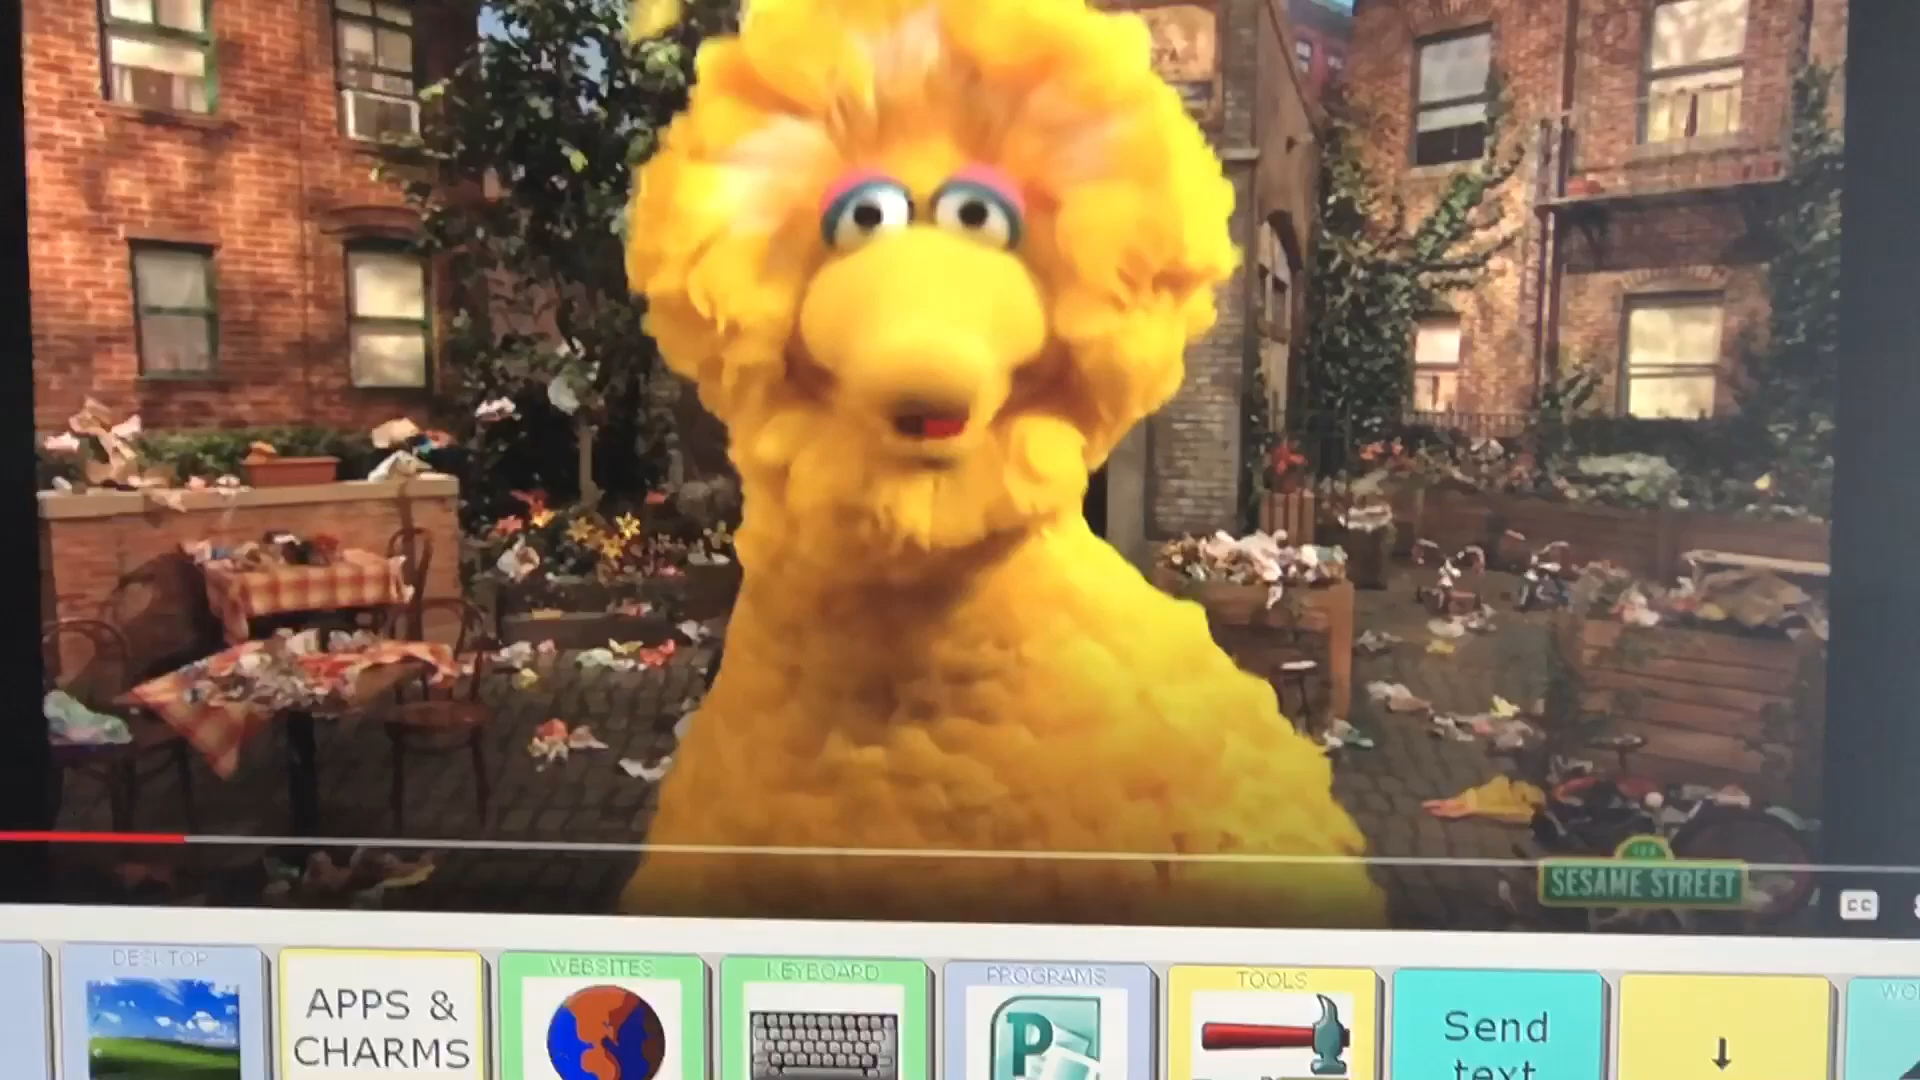 SESAME STREET
CC
DESKTOP
APPS &
CHARMS
WEBSITES
KEYBOARD
PROGRAMS
P
TOOLS
Send
text